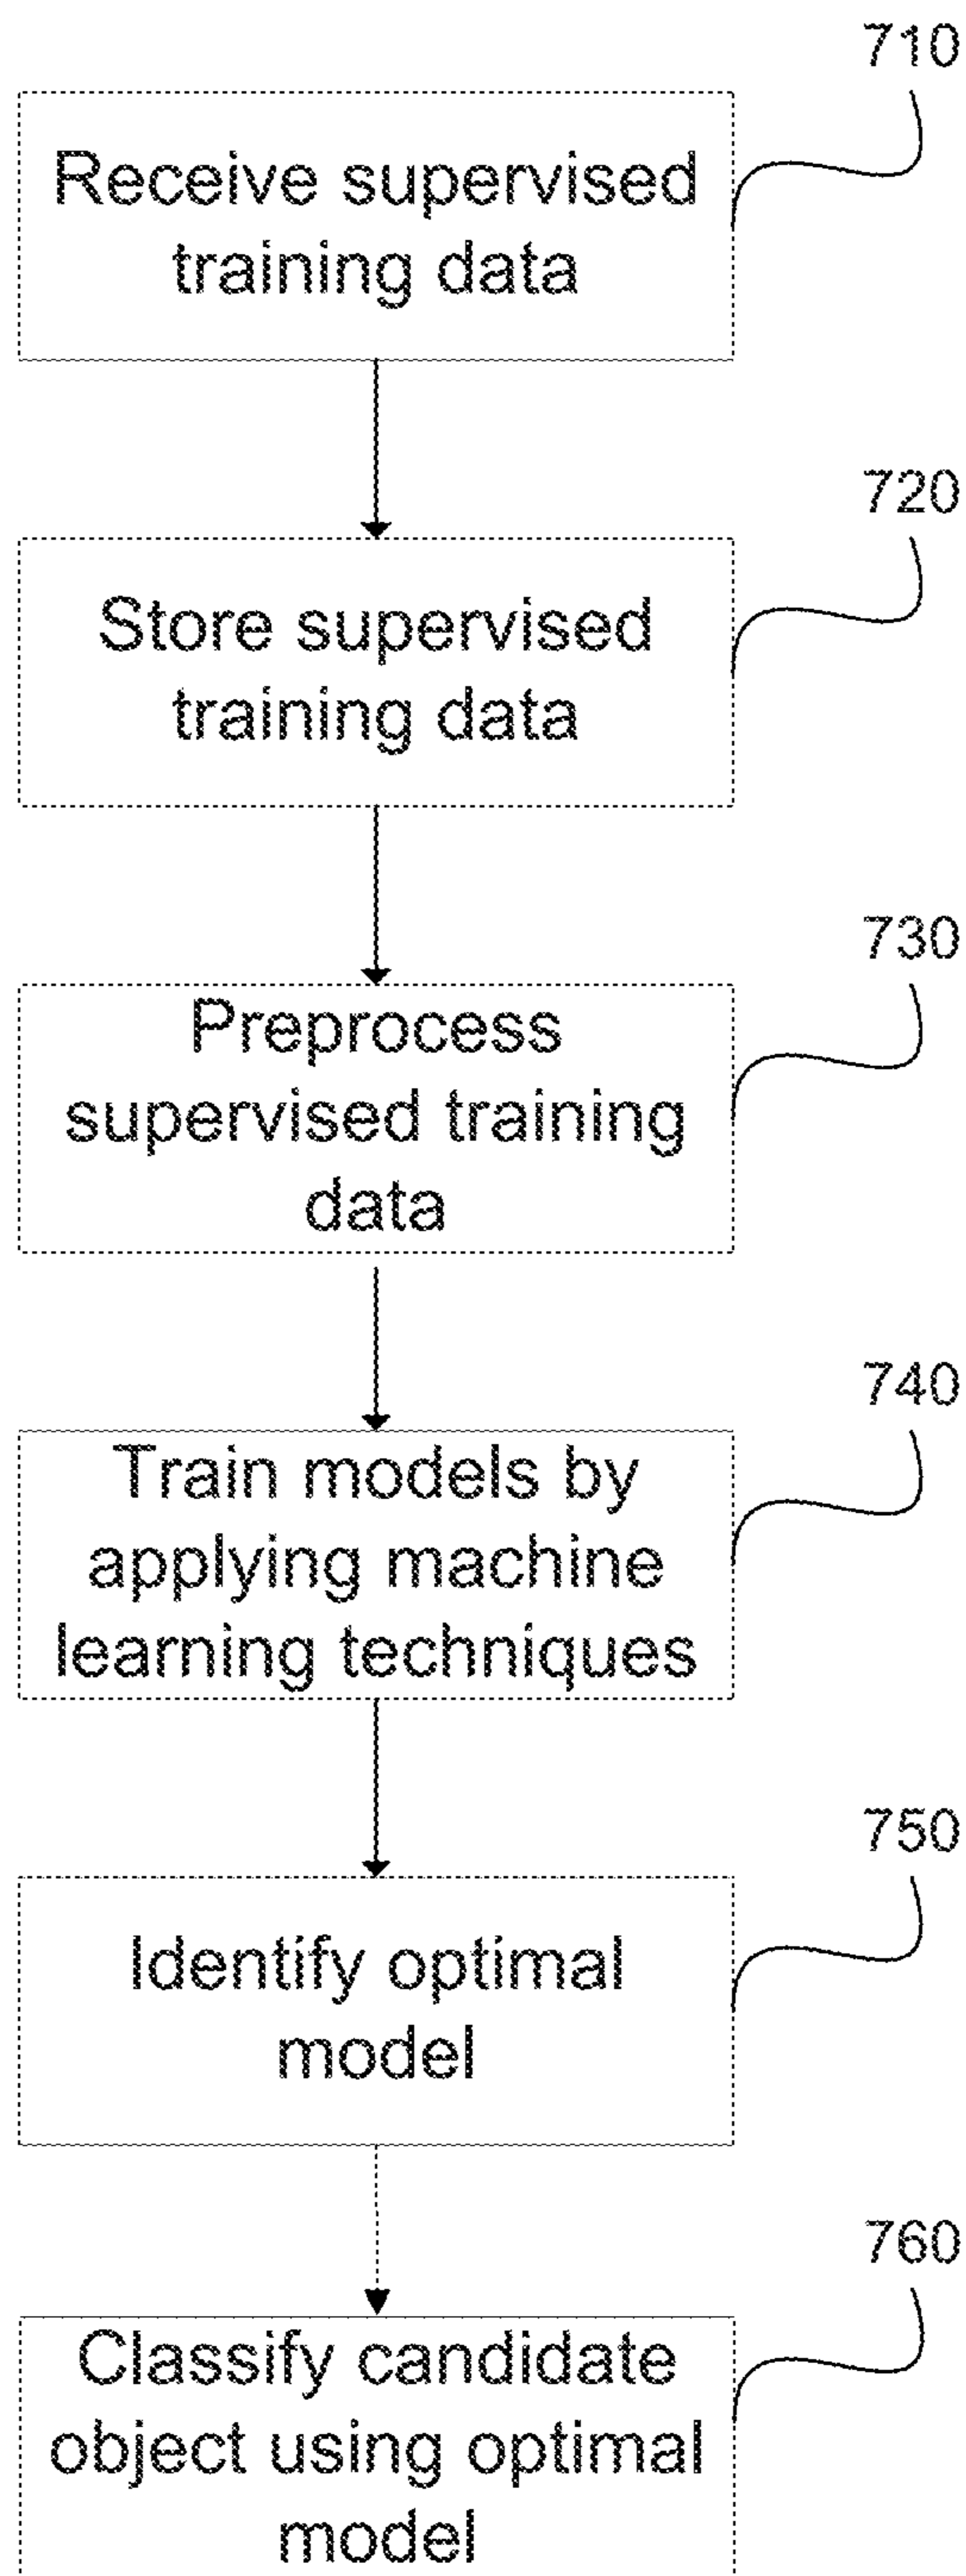 710
Receive supervised
training data
720
Store supervised
training data
730
Preprocess
supervised training
data
740
Train models by
applying machine
learning techniques
750
Identify optimal
model
760
Classify candidate
object using optimal
model